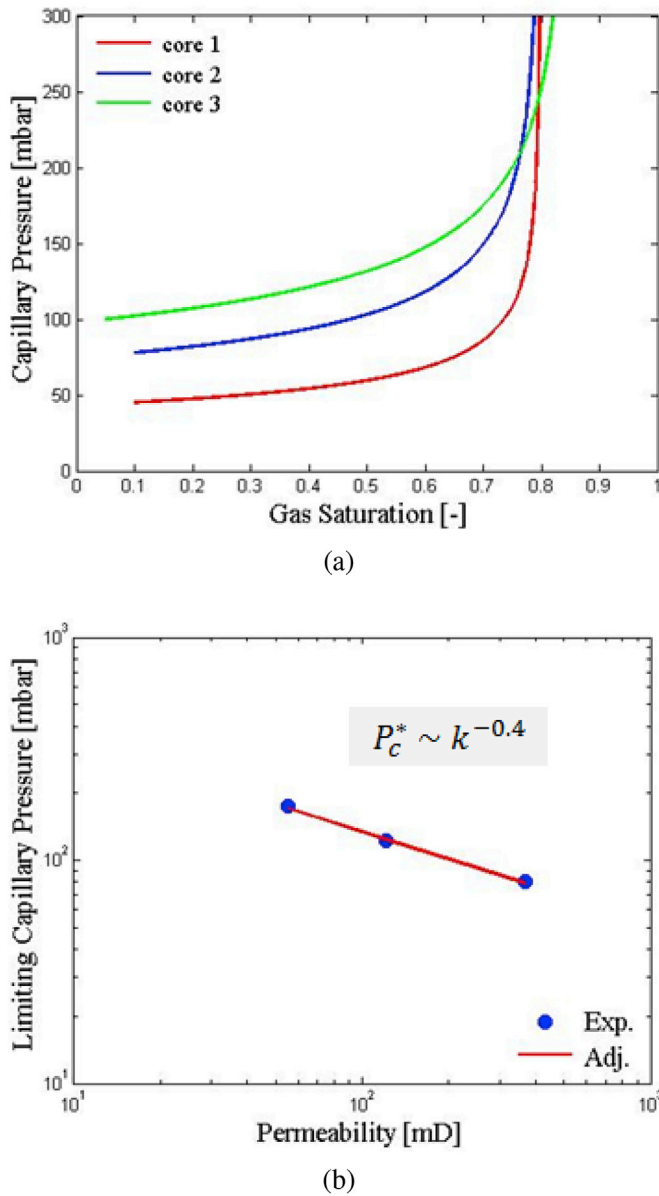 300
250
200
150
100
50
0
core 1
core 2
core 3
Capillary Pressure [mbar]
0 0.1 0.2 0.3 0.4 0.5 0.6 0.7 0.8 0.9 1
Gas Saturation [-]
(a)
10³
10²
10¹
Limiting Capillary Pressure [mbar]
P_c^* ~ k^{-0.4}
Exp.
Adj.
10¹ 10² 10³
Permeability [mD]
(b)